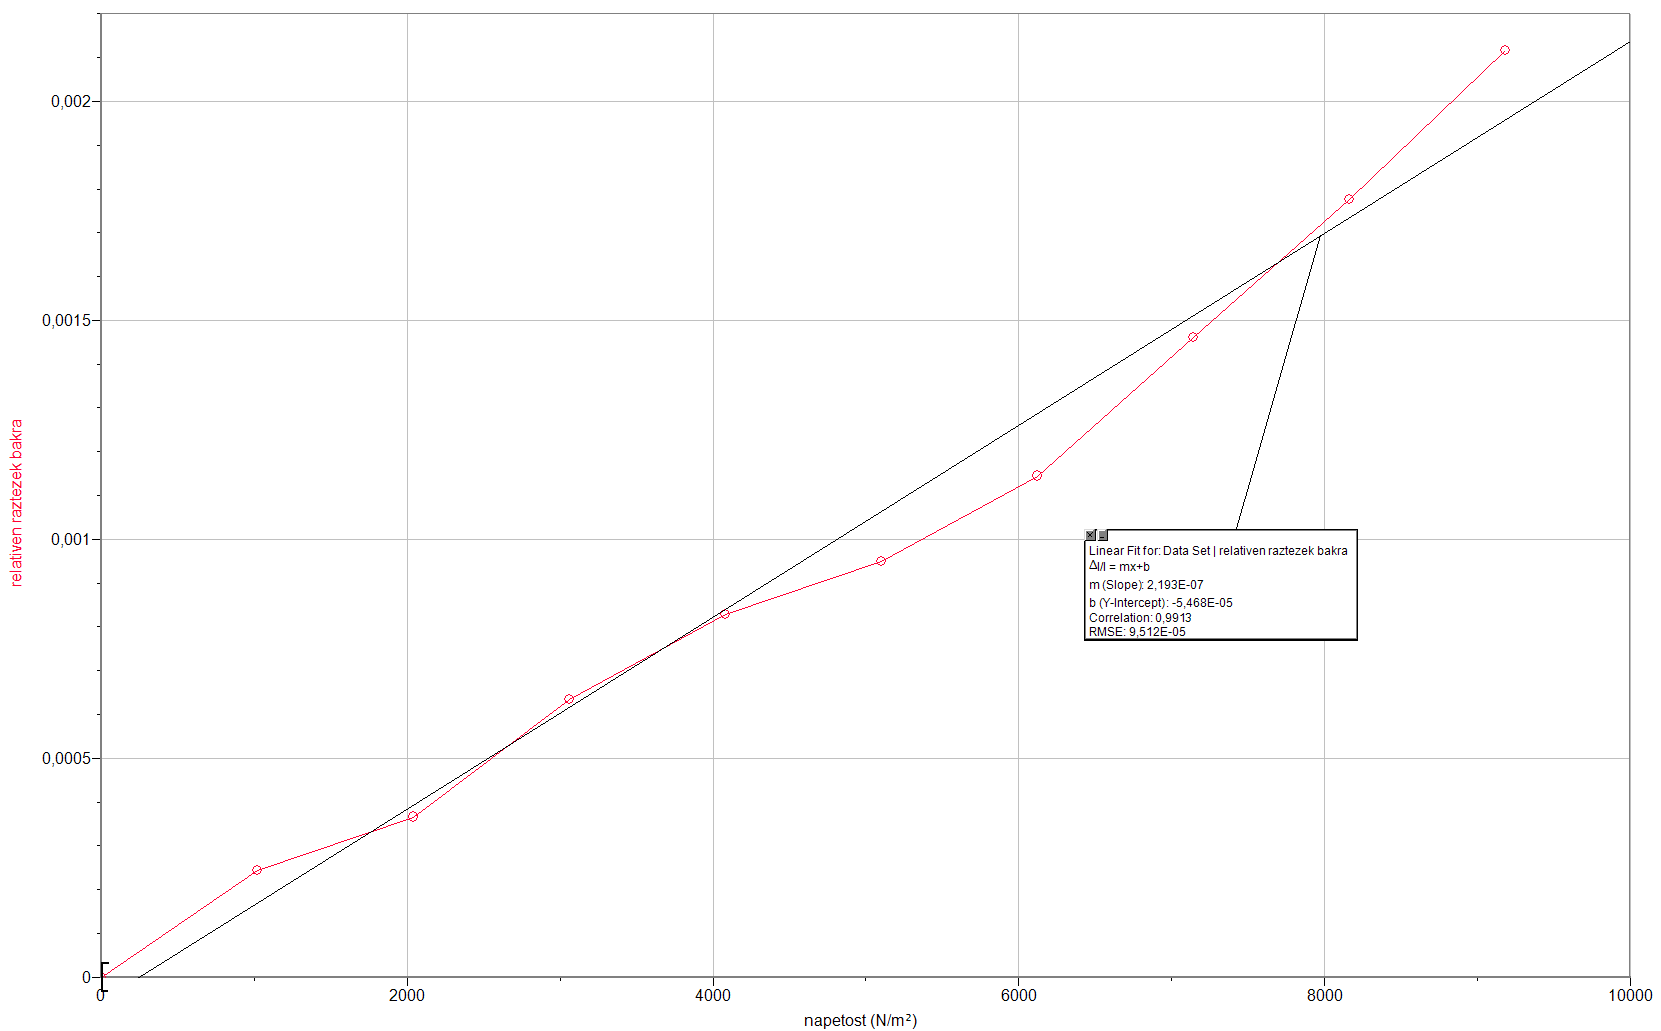 0,002
0,0015
0,001
0,0005
0
relativen raztezek bakra
0
2000
4000
6000
8000
10000
napetost (N/m²)
Linear Fit for: Data Set | relativen raztezek bakra
Δl/l = mx+b
m (Slope): 2,193E-07
b (Y-Intercept): -5,468E-05
Correlation: 0,9913
RMSE: 9,512E-05